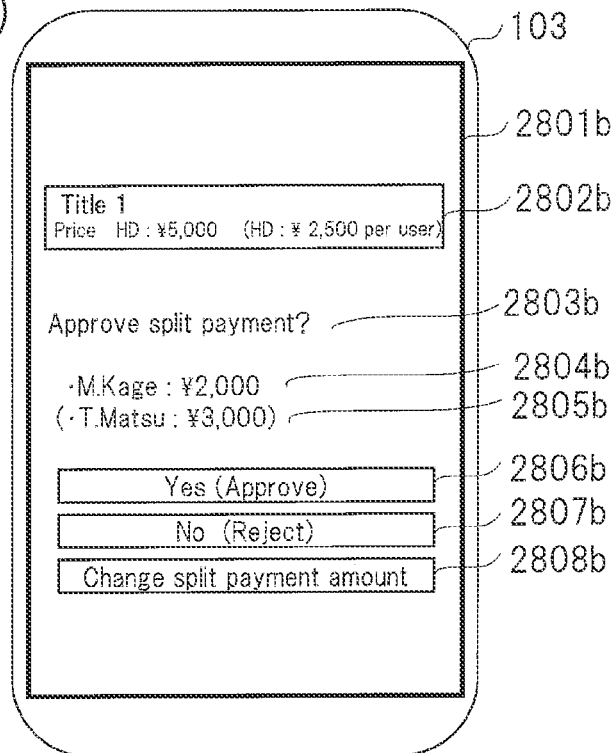 )
103
2801b
2802b
Title 1
Price HD : ¥5,000 (HD : ¥ 2,500 per user)
2803b
Approve split payment?
2804b
·M.Kage : ¥2,000
2805b
(·T.Matsu : ¥3,000)
2806b
Yes (Approve)
2807b
No (Reject)
2808b
Change split payment amount